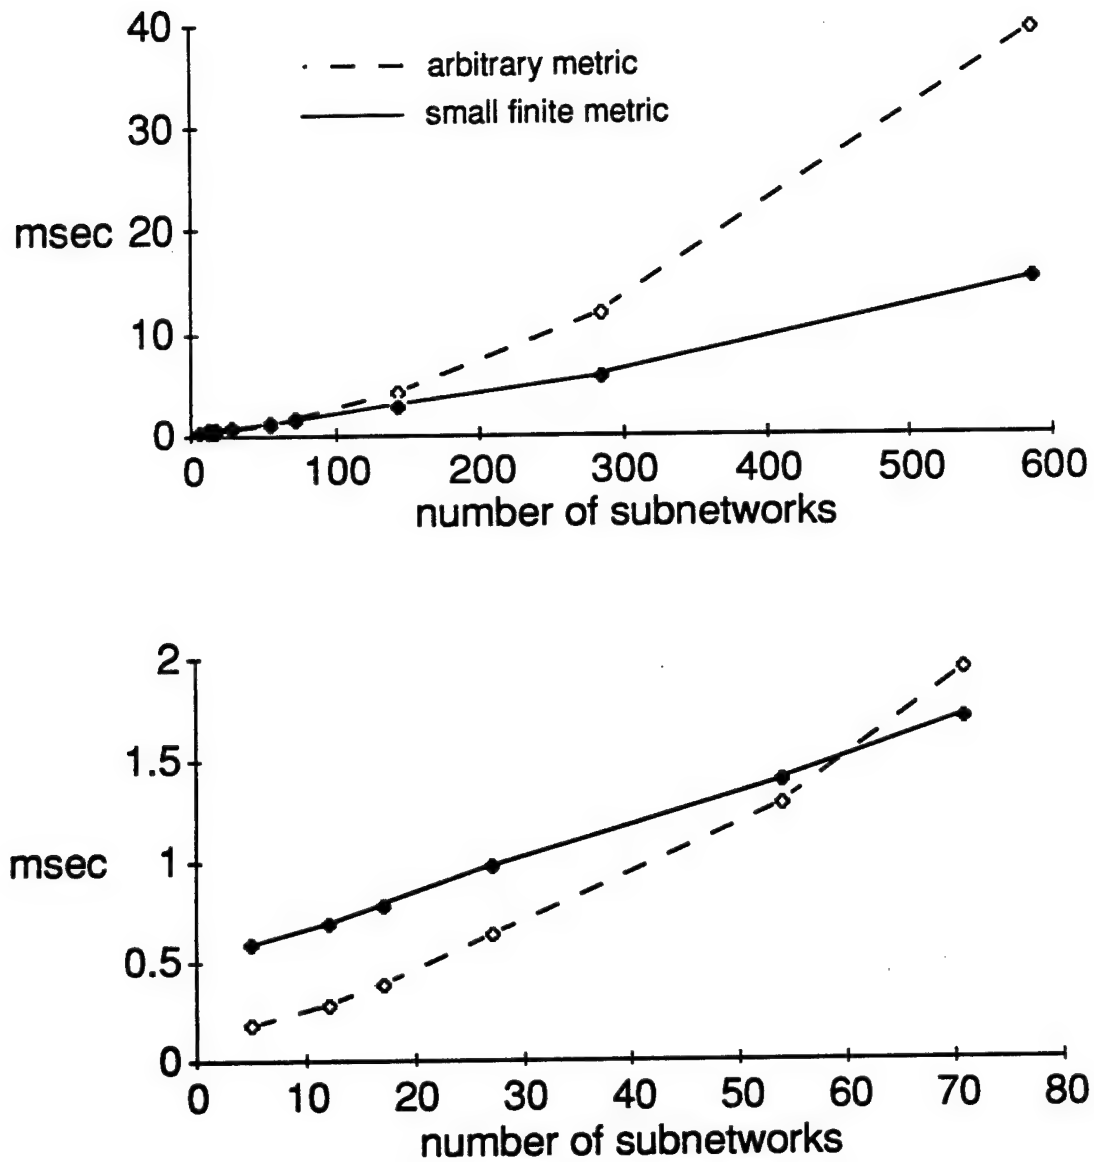 40
arbitrary metric
small finite metric
30
msec 20
10
0
0 100 200 300 400 500 600
number of subnetworks
2
1.5
msec 1
0.5
0
0 10 20 30 40 50 60 70 80
number of subnetworks